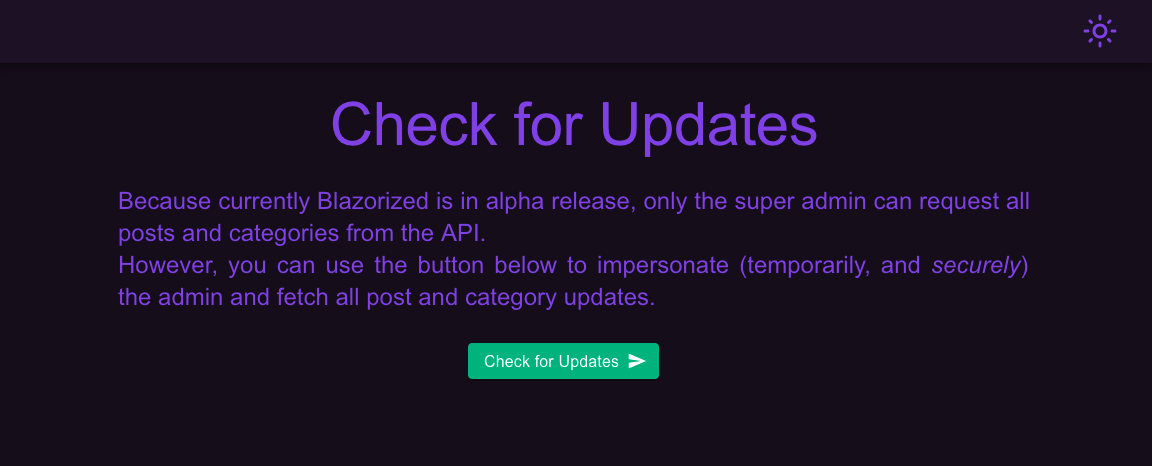 Check for Updates
Because currently Blazorized is in alpha release, only the super admin can request all
posts and categories from the API.
However, you can use the button below to impersonate (temporarily, and securely)
the admin and fetch all post and category updates.
Check for Updates